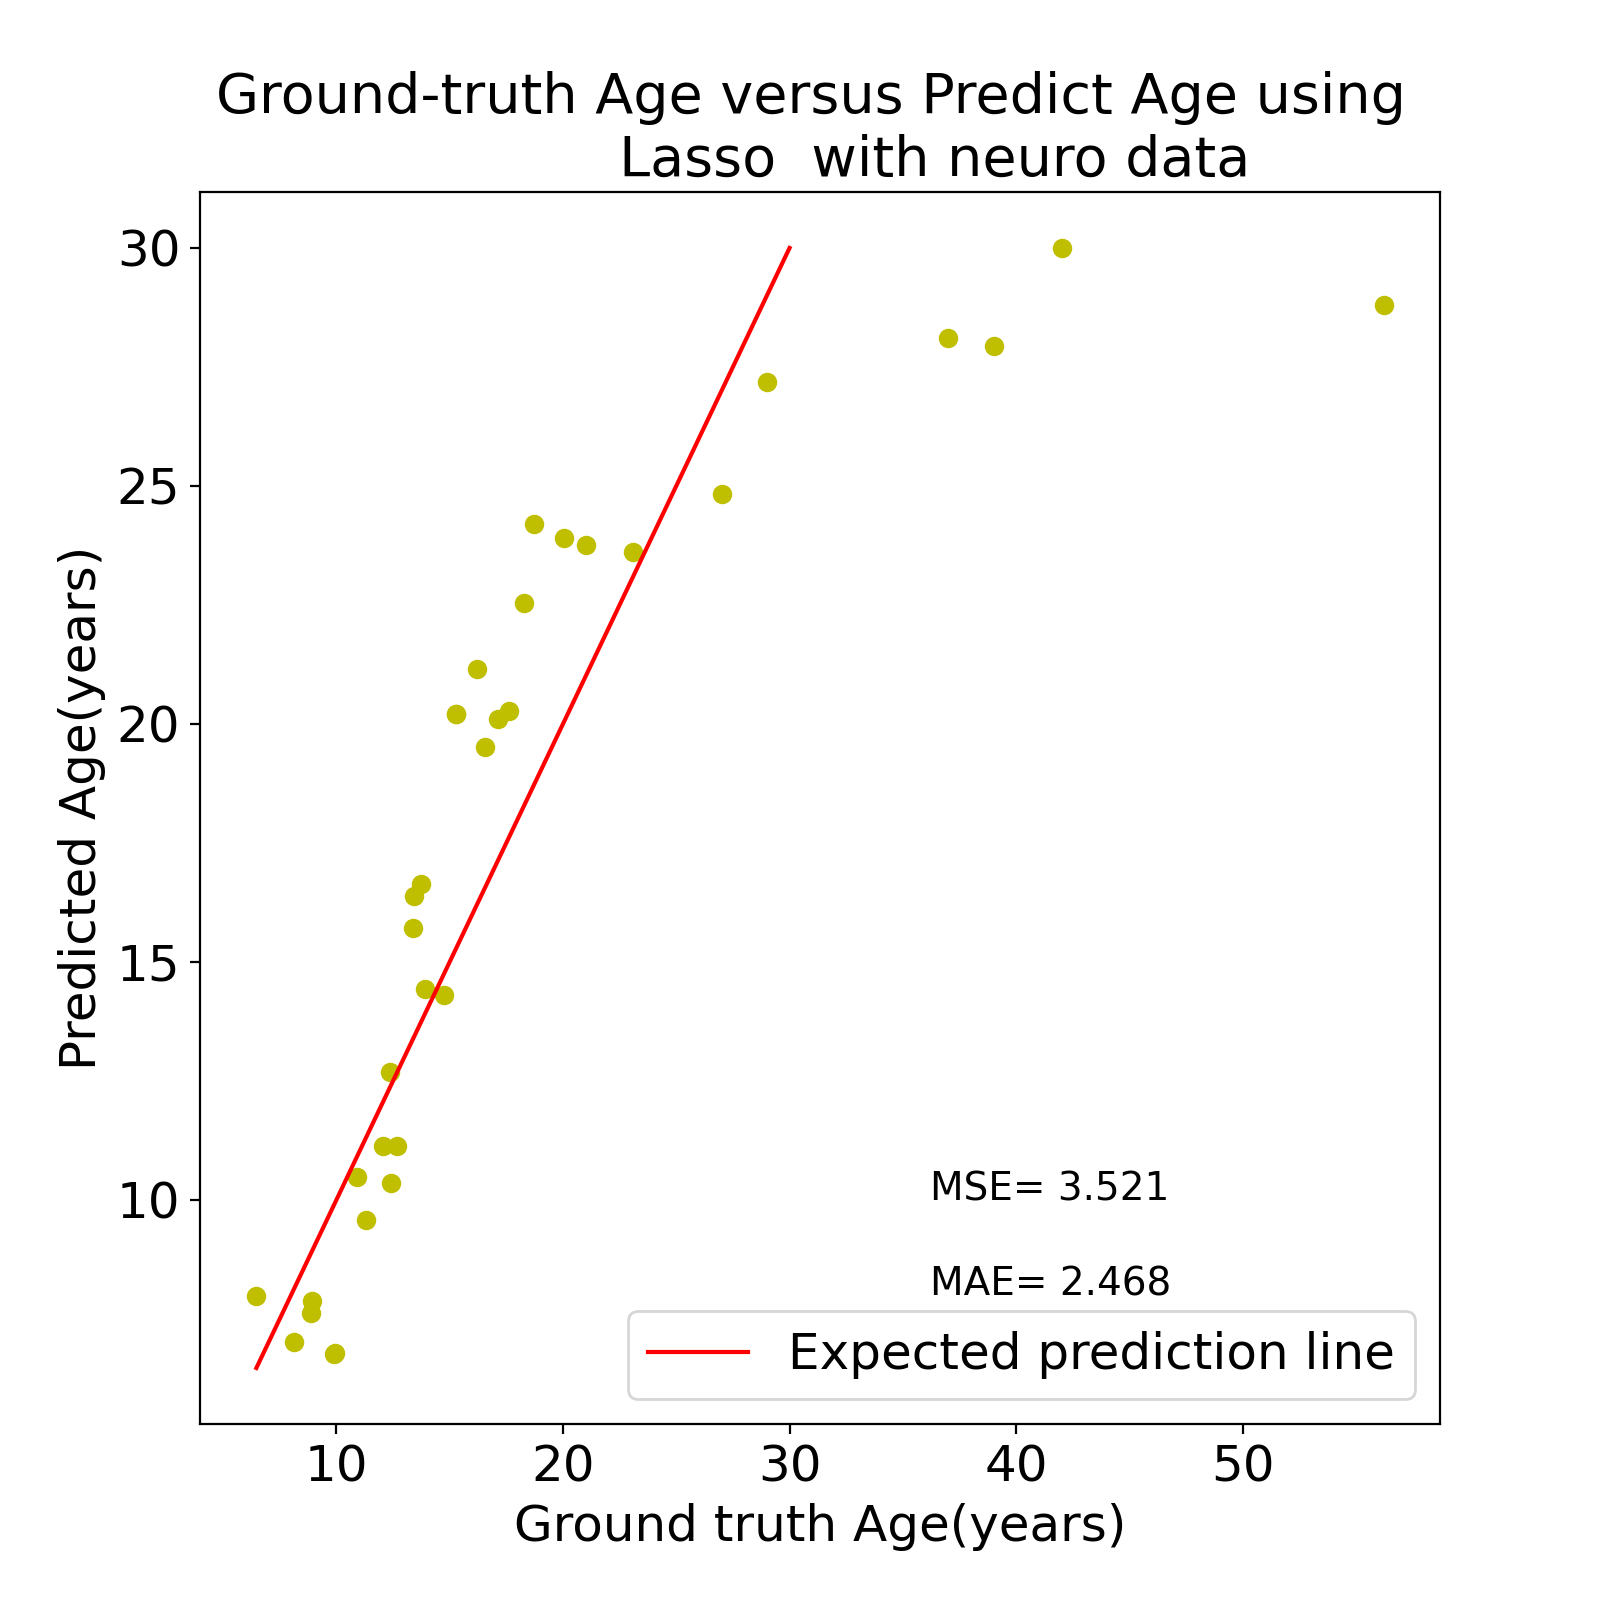 Ground-truth Age versus Predict Age using
Lasso  with neuro data
30
25
20
15
10
Predicted Age(years)
MSE= 3.521
MAE= 2.468
Expected prediction line
10 20 30 40 50
Ground truth Age(years)